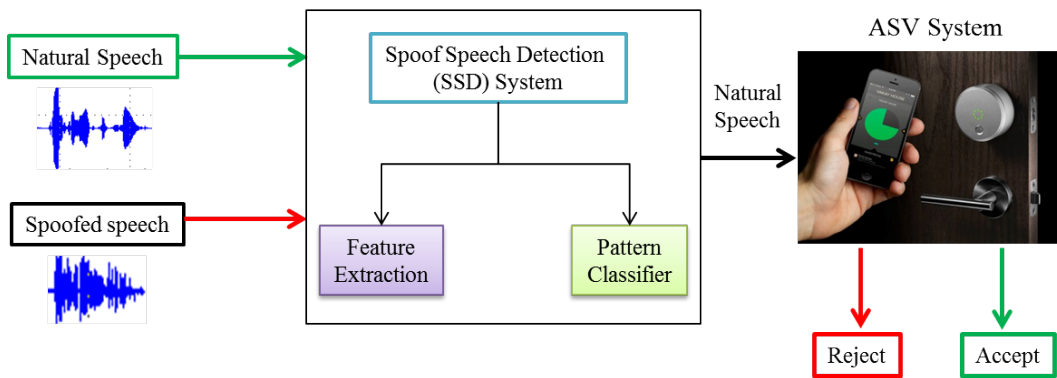 ASV System
Natural Speech
Spoof Speech Detection
(SSD) System
Natural
Speech
Spoofed speech
Feature
Extraction
Pattern
Classifier
Reject
Accept